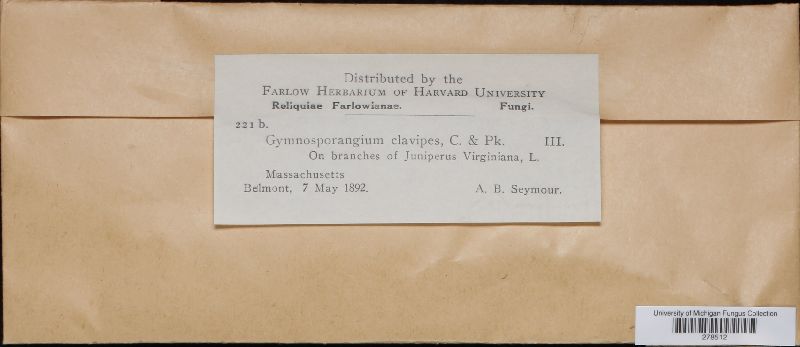 Distributed by the
Farlow Herbarium of Harvard University
Reliquiae Farlowianae. Fungi.
221 b.
Gymnosporangium clavipes, C. & Pk. III.
On branches of Juniperus Virginiana, L.
Massachusetts
Belmont, 7 May 1892. A. B. Seymour.
University of Michigan Fungus Collection
278512